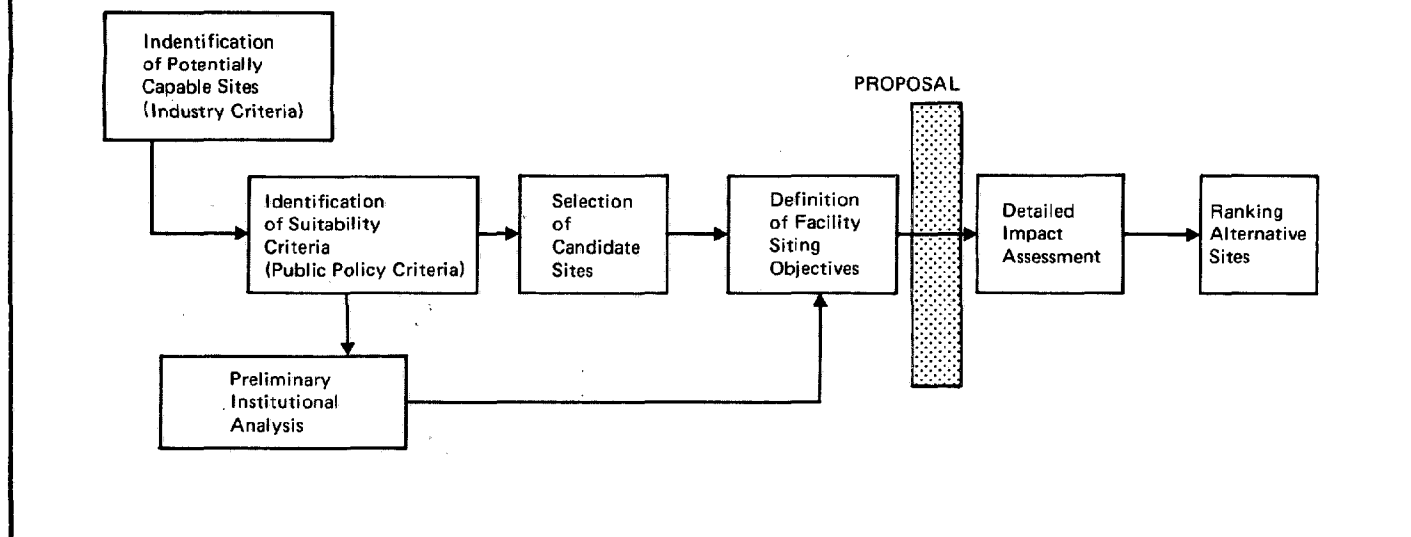 Indentification
of Potentially
Capable Sites
(Industry Criteria)
PROPOSAL
Identification
of Suitability
Criteria
(Public Policy Criteria)
Selection
of
Candidate
Sites
Definition
of Facility
Siting
Objectives
Detailed
Impact
Assessment
Ranking
Alternative
Sites
Preliminary
Institutional
Analysis